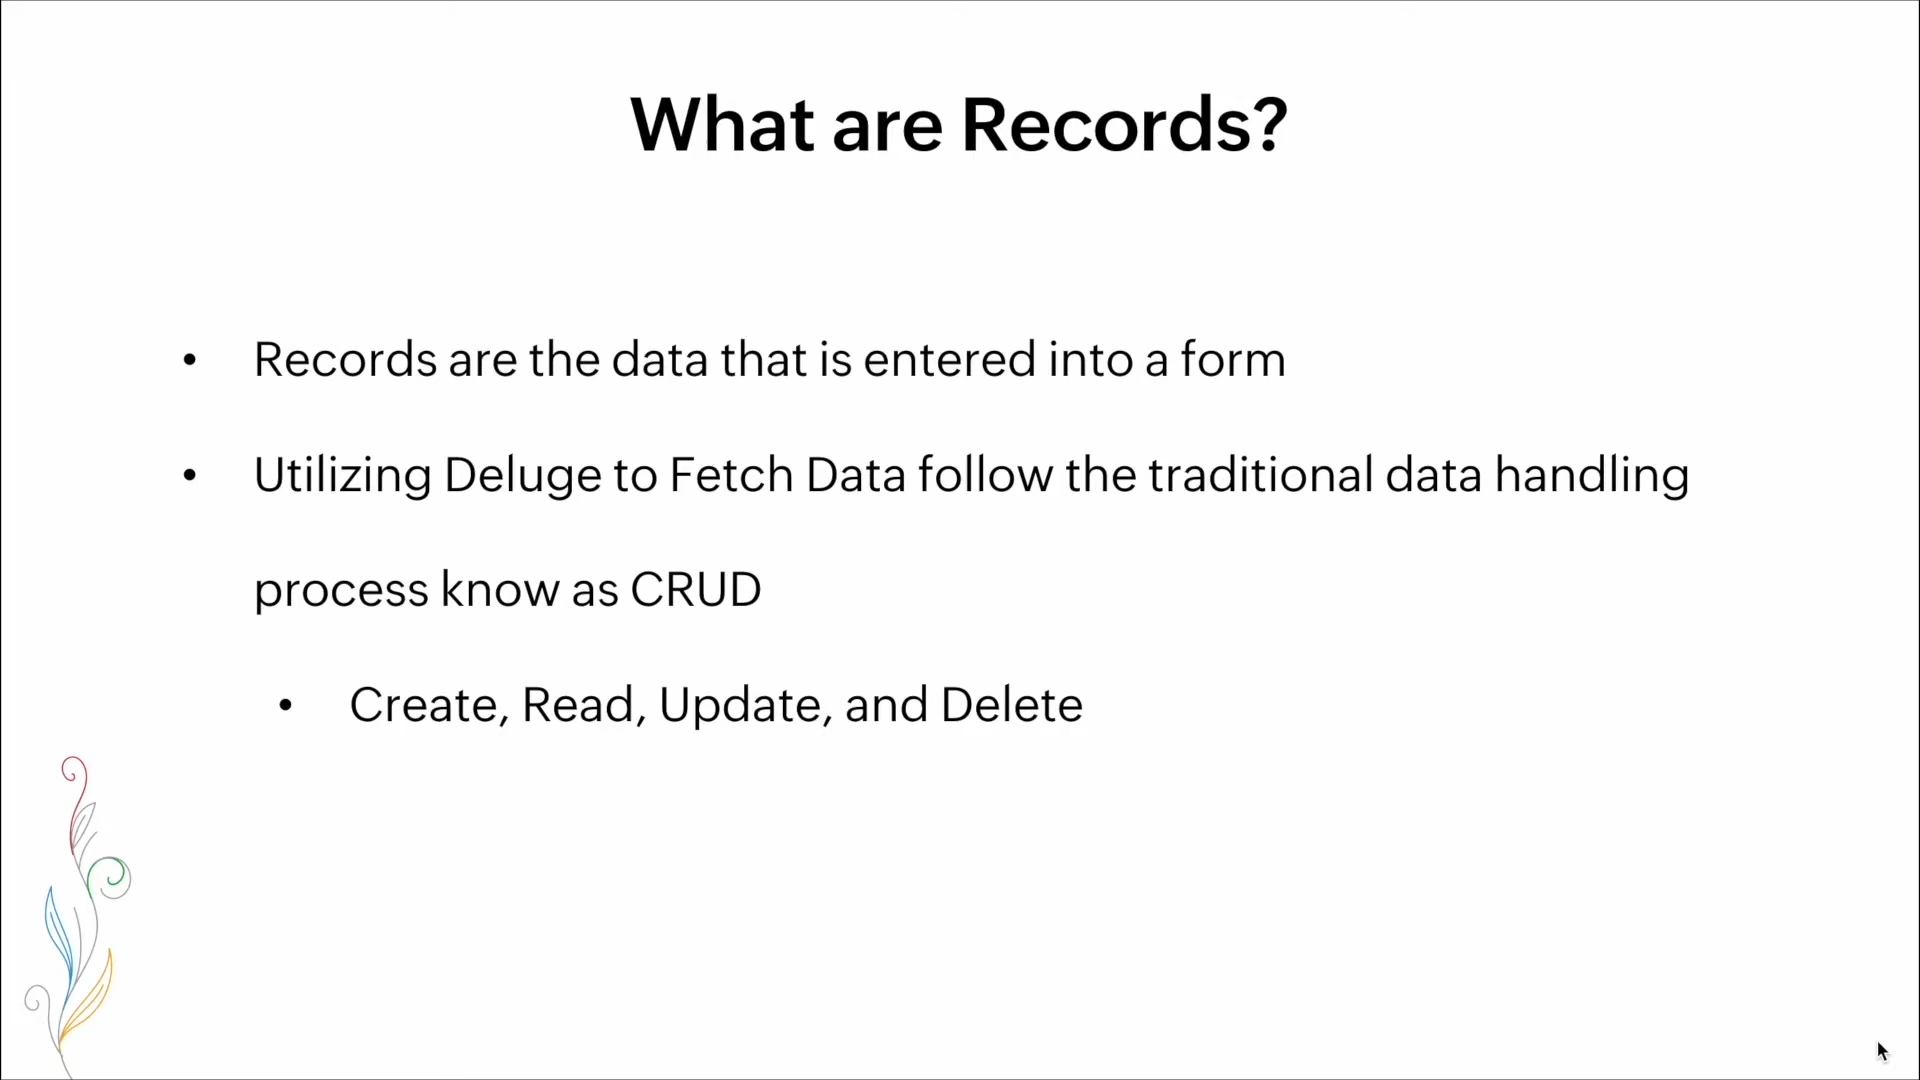 What are Records?
• Records are the data that is entered into a form
• Utilizing Deluge to Fetch Data follow the traditional data handling
process know as CRUD
• Create, Read, Update, and Delete